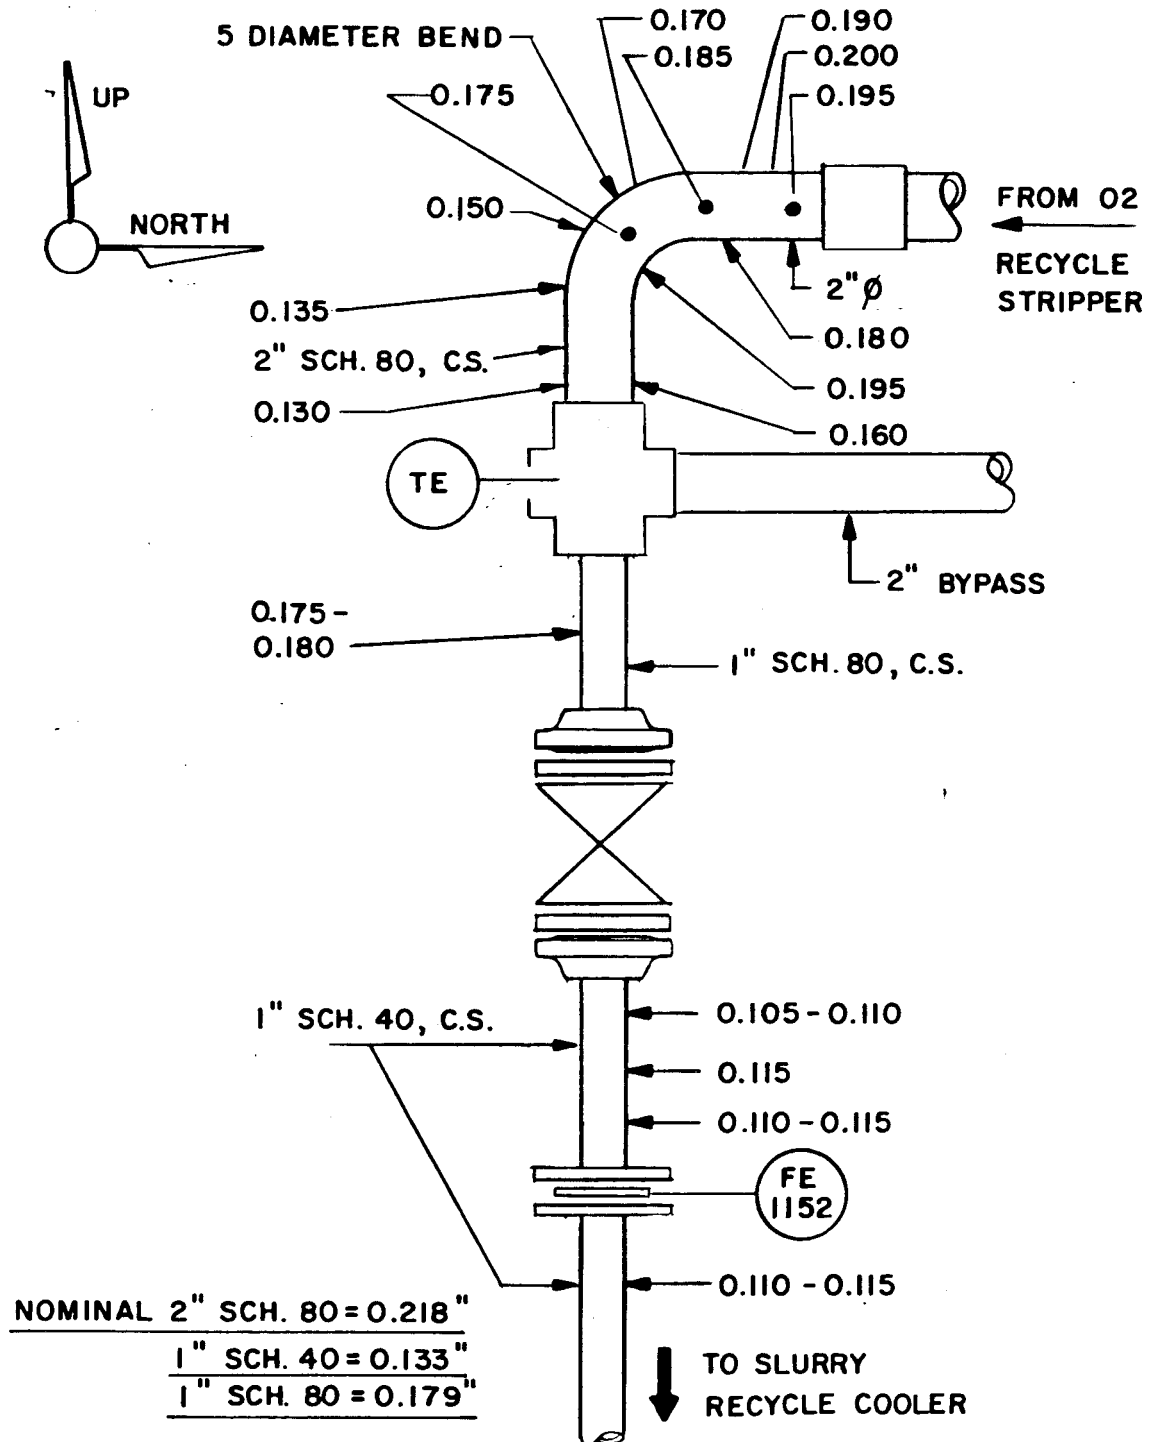 5 DIAMETER BEND
0.170
0.185
0.190
0.200
0.195
0.175
UP
NORTH
0.150
FROM 02
RECYCLE
STRIPPER
2" Ø
0.135
0.180
2" SCH. 80, C.S.
0.195
0.130
0.160
TE
2" BYPASS
0.175-
0.180
1" SCH. 80, C.S.
1" SCH. 40, C.S.
0.105-0.110
0.115
0.110-0.115
FE
1152
0.110-0.115
NOMINAL 2" SCH. 80=0.218"
1" SCH. 40=0.133"
1" SCH. 80=0.179"
TO SLURRY
RECYCLE COOLER